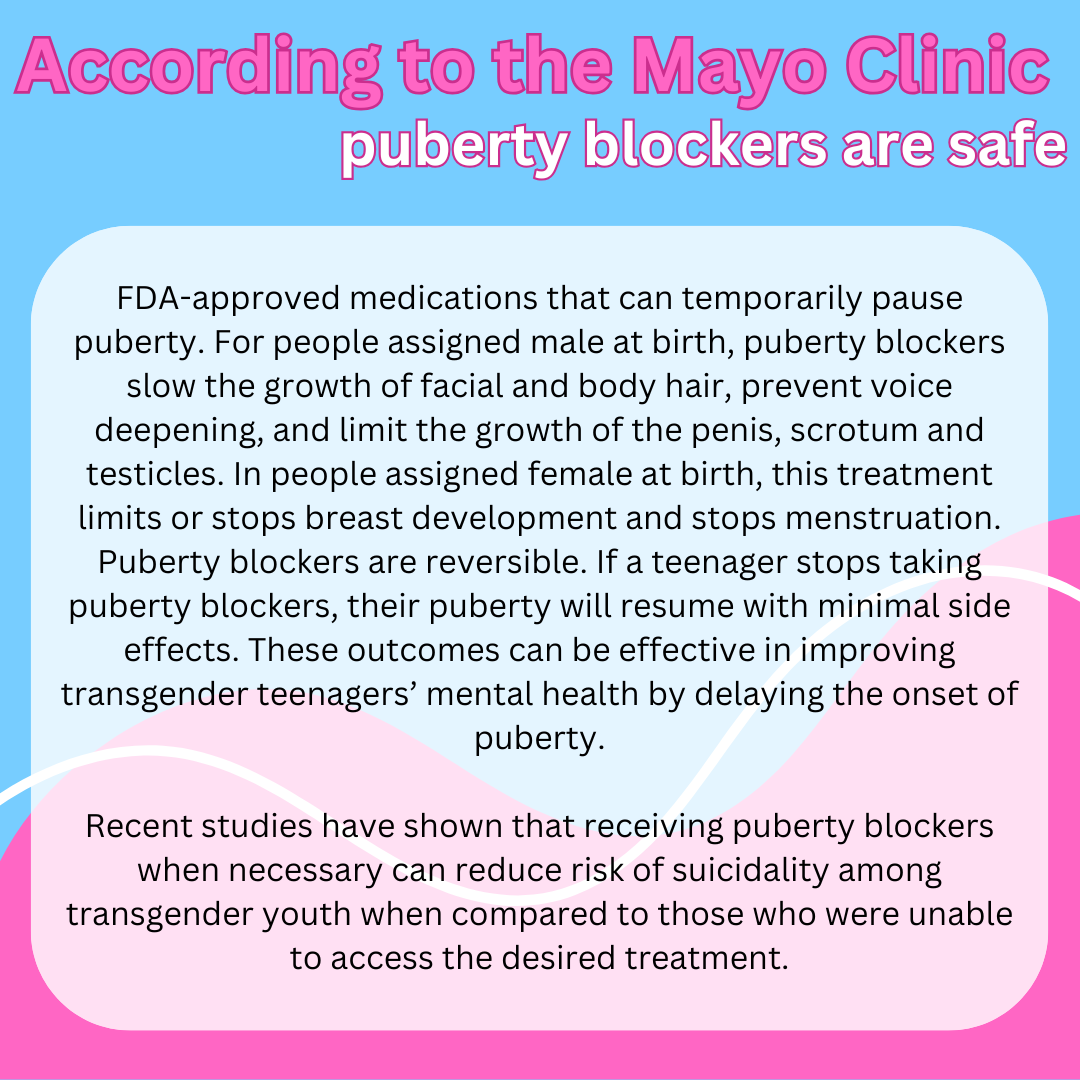 According to the Mayo Clinic
puberty blockers are safe
FDA-approved medications that can temporarily pause
puberty. For people assigned male at birth, puberty blockers
slow the growth of facial and body hair, prevent voice
deepening, and limit the growth of the penis, scrotum and
testicles. In people assigned female at birth, this treatment
limits or stops breast development and stops menstruation.
Puberty blockers are reversible. If a teenager stops taking
puberty blockers, their puberty will resume with minimal side
effects. These outcomes can be effective in improving
transgender teenagers’ mental health by delaying the onset of
puberty.
Recent studies have shown that receiving puberty blockers
when necessary can reduce risk of suicidality among
transgender youth when compared to those who were unable
to access the desired treatment.